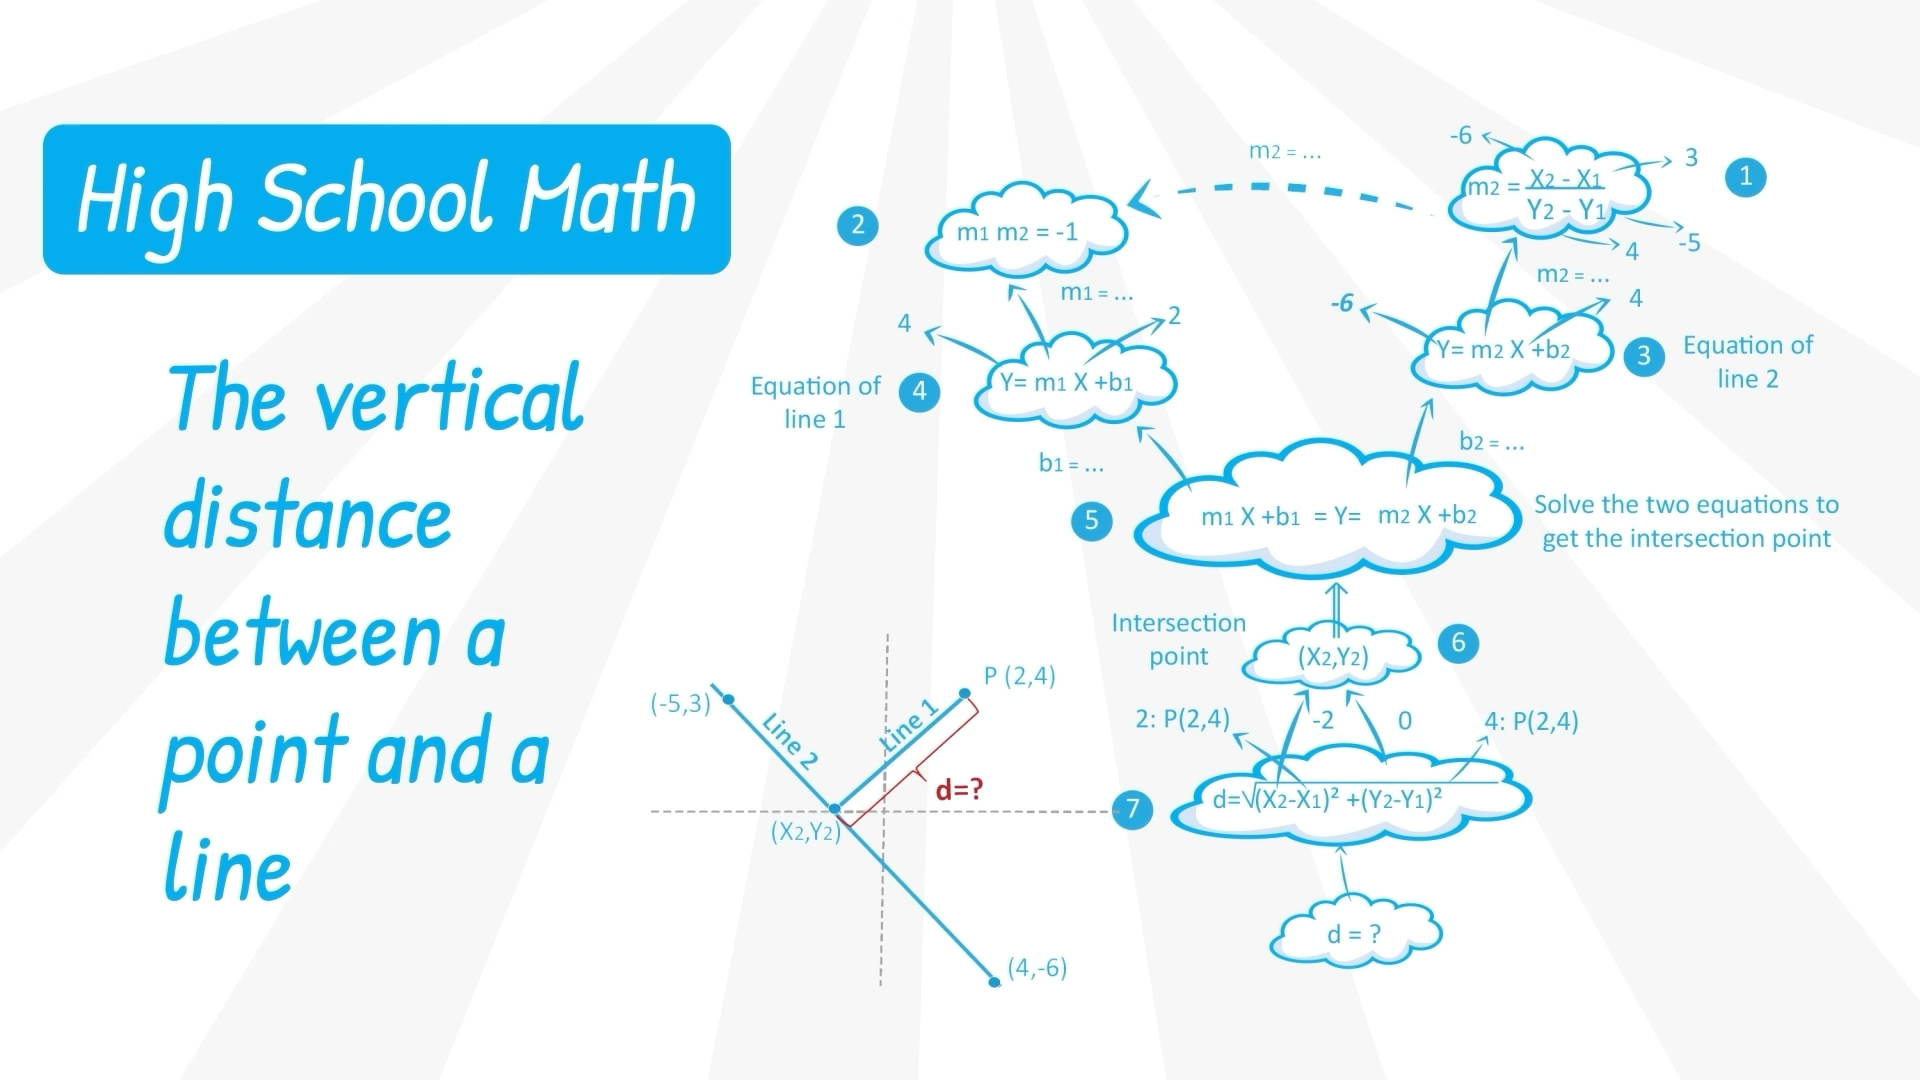 High School Math
The vertical
distance
between a
point and a
line
-6
3
1
m2 = X2 - X1
Y2 - Y1
-5
4
m2 = ...
m2 = ...
2
m1 m2 = -1
m1 = ...
4
2
Y= m1 X +b1
Equation of
line 1
4
-6
4
Y= m2 X +b2
3
Equation of
line 2
b1 = ...
b2 = ...
5
m1 X +b1 = Y= m2 X +b2
Solve the two equations to
get the intersection point
Intersection
point
(X2,Y2)
6
2: P(2,4)
-2
0
4: P(2,4)
7
d=√(X2-X1)² +(Y2-Y1)²
d = ?
(-5,3)
P (2,4)
Line 2
Line 1
d=?
(X2,Y2)
(4,-6)